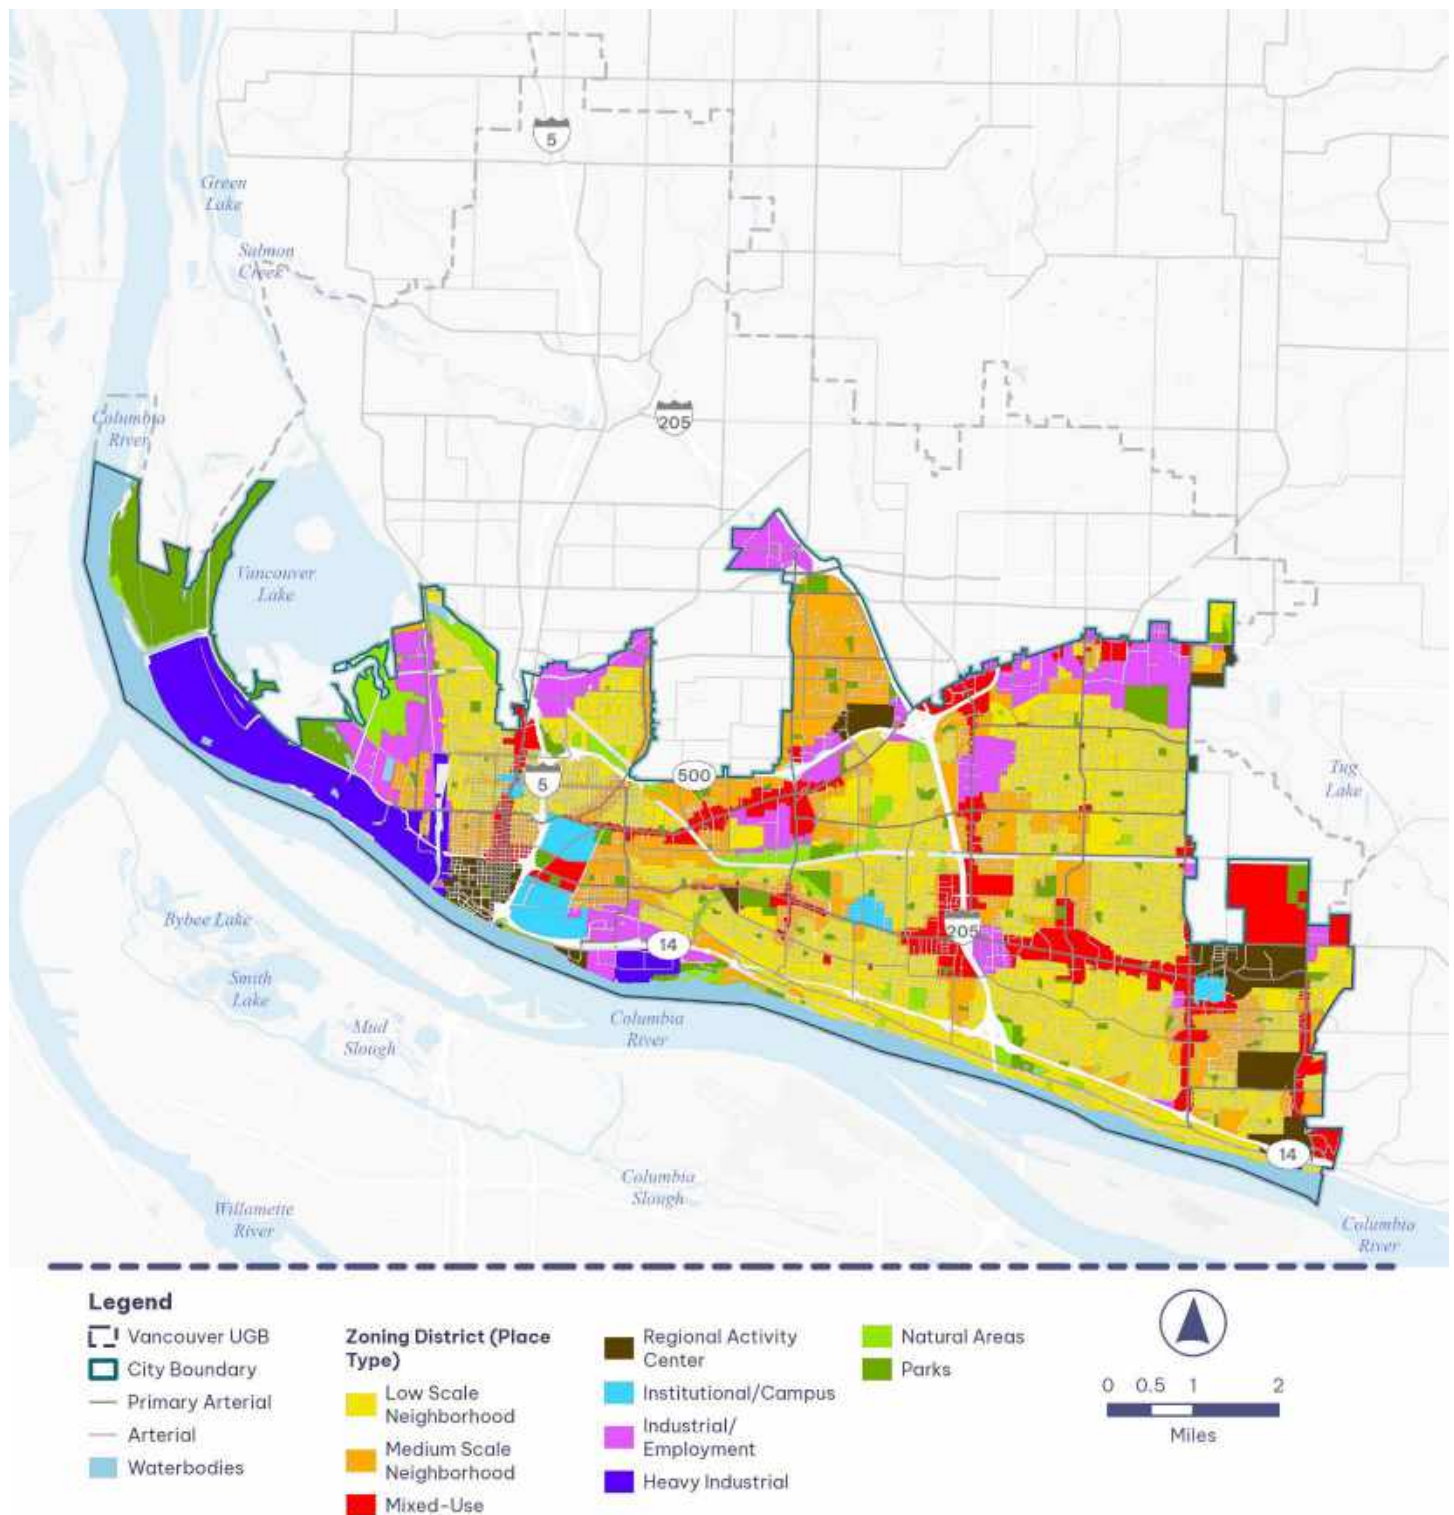 5
Green
Lake
Salmon
Creek
205
Columbia
River
Vancouver
Lake
500
5
Tug
Lake
14
205
Bybee Lake
Smith
Lake
Mud
Slough
Columbia
River
14
Columbia
Slough
Willamette
River
Columbia
River
Legend
Vancouver UGB
City Boundary
Primary Arterial
Arterial
Waterbodies
Zoning District (Place
Type)
Low Scale
Neighborhood
Medium Scale
Neighborhood
Mixed-Use
Regional Activity
Center
Institutional/Campus
Industrial/
Employment
Heavy Industrial
Natural Areas
Parks
0 0.5 1 2
Miles